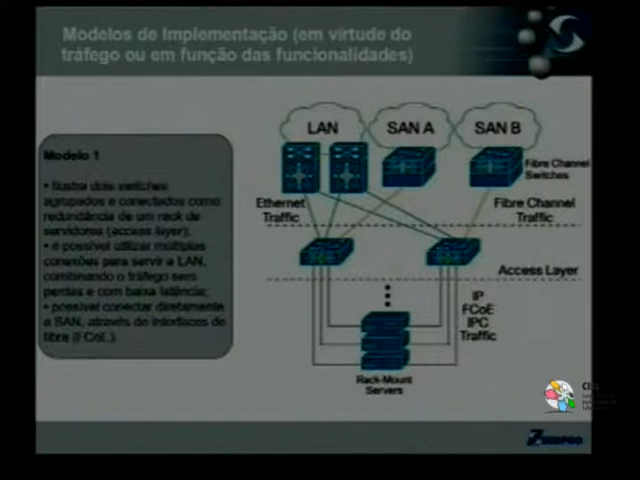 Modelos de Implementação (em virtude do
tráfego ou em função das funcionalidades)
LAN
SAN A
SAN B
Modelo 1
• Ilustra dois switches
agrupados e conectados como
redundância de um rack de
servidores (access layer);
• é possível utilizar múltiplas
conexões para servir a LAN,
combinando o tráfego sem
perdas e com baixa latência;
• possível conectar diretamente
a SAN, através de interfaces de
fibra (FCoE.)
Fibre Channel
Switches
Ethernet
Traffic
Fibre Channel
Traffic
Access Layer
IP
FCoE
IPC
Traffic
Rack-Mount
Servers